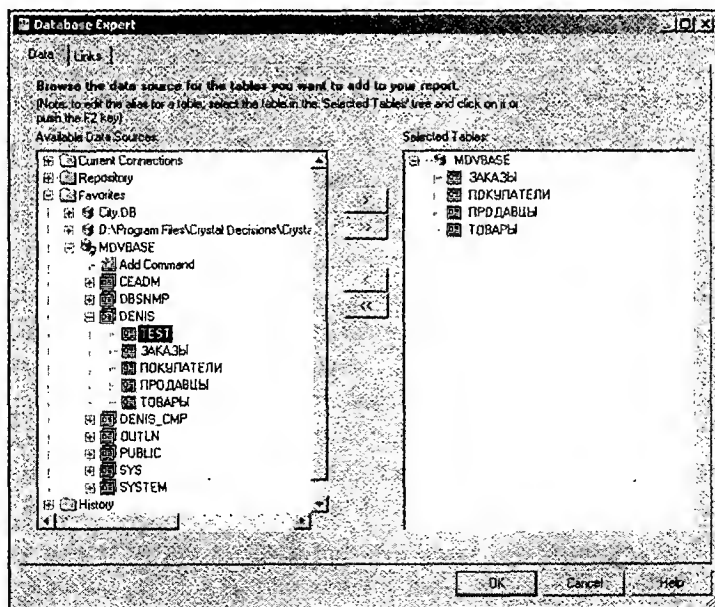 Database Expert
Data
Links
Browse the data source for the tables you want to add to your report.
(Note: to edit the alias for a table, select the table in the 'Selected Tables' tree and click on it or
push the F2 key)
Available Data Sources:
Selected Tables:
Current Connections
Repository
Favorites
City.DB
D:\Program Files\Crystal Decisions\Crysta
MDVBASE
Add Command
CEADM
DBSNMP
DENIS
TEST
ЗАКАЗЫ
ПОКУПАТЕЛИ
ПРОДАВЦЫ
ТОВАРЫ
DENIS_CMP
OUTLN
PUBLIC
SYS
SYSTEM
History
>
>>
<
<<
MDVBASE
ЗАКАЗЫ
ПОКУПАТЕЛИ
ПРОДАВЦЫ
ТОВАРЫ
OK
Cancel
Help